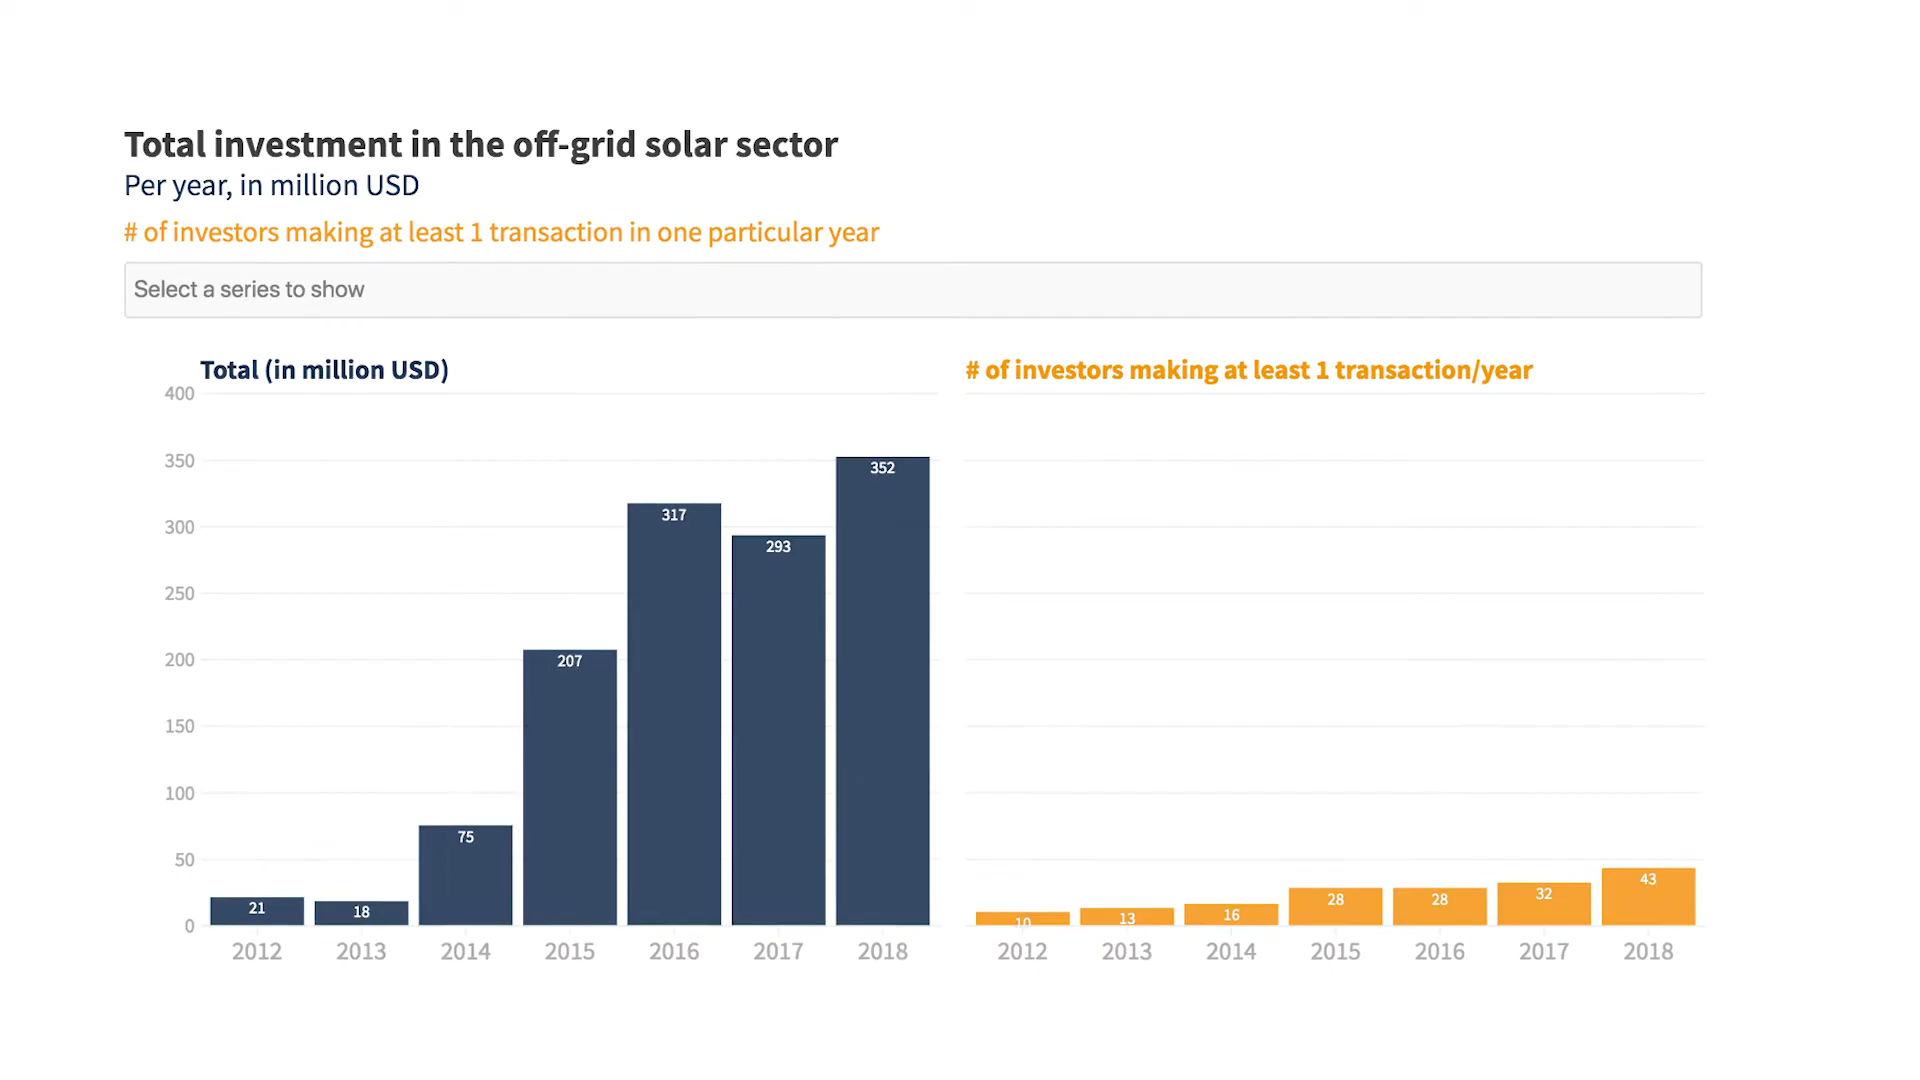 Total investment in the off-grid solar sector
Per year, in million USD
# of investors making at least 1 transaction in one particular year
Select a series to show
Total (in million USD)
# of investors making at least 1 transaction/year
400
350
300
250
200
150
100
50
0
21
18
75
207
317
293
352
10
13
16
28
28
32
43
2012 2013 2014 2015 2016 2017 2018
2012 2013 2014 2015 2016 2017 2018